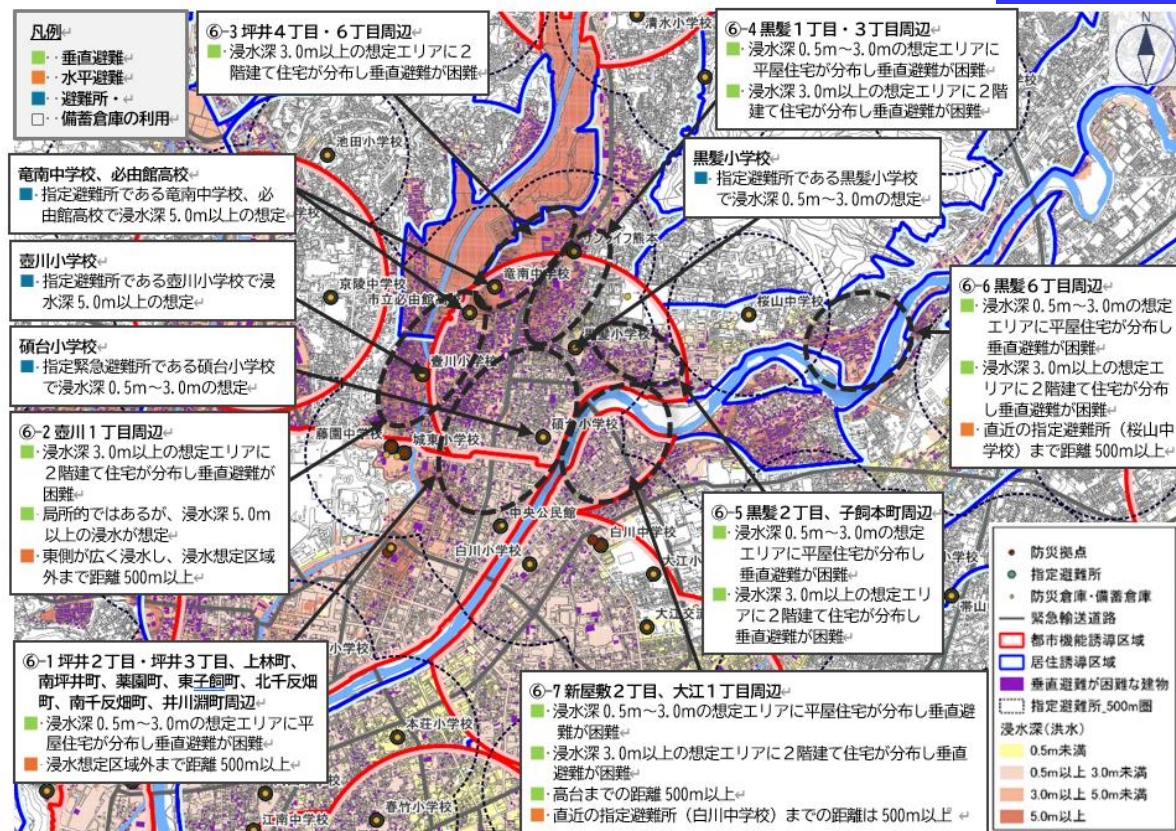 凡例
■・・垂直避難
■・・水平避難
■・・避難所・
□・・備蓄倉庫の利用
⑥-3 坪井4丁目・6丁目周辺
■・浸水深3.0m以上の想定エリアに2
階建て住宅が分布し垂直避難が困難
⑥-4 黒髪1丁目・3丁目周辺
■・浸水深0.5m~3.0mの想定エリアに
平屋住宅が分布し垂直避難が困難
■・浸水深3.0m以上の想定エリアに2階
建て住宅が分布し垂直避難が困難
N
清水小学校
池田小学校
竜南中学校、必由館高校
■・指定避難所である竜南中学校、必
由館高校で浸水深5.0m以上の想定
黒髪小学校
■・指定避難所である黒髪小学校
で浸水深0.5m~3.0mの想定
壺川小学校
■・指定避難所である壺川小学校で浸
水深5.0m以上の想定
碩台小学校
■・指定緊急避難所である碩台小学校
で浸水深0.5m~3.0mの想定
⑥-2 壺川1丁目周辺
■・浸水深3.0m以上の想定エリアに
2階建て住宅が分布し垂直避難が
困難
■・局所的ではあるが、浸水深5.0m
以上の浸水が想定
■・東側が広く浸水し、浸水想定区域
外まで距離500m以上
サンライフ熊本
竜南中学校
京陵中学校
市立必由館高校
桜山中学校
黒髪小学校
壺川小学校
碩台小学校
藤園中学校
城東小学校
中央公民館
白川中学校
白川小学校
大江小
大江交流
帯山
本荘小学校
春竹小学校
江南中学校
⑥-6 黒髪6丁目周辺
■・浸水深0.5m~3.0mの想定
エリアに平屋住宅が分布し
垂直避難が困難
■・浸水深3.0m以上の想定エ
リアに2階建て住宅が分布
し垂直避難が困難
■・直近の指定避難所(桜山中
学校)まで距離500m以上
⑥-5 黒髪2丁目、子飼本町周辺
■・浸水深0.5m~3.0mの想定
エリアに平屋住宅が分布し
垂直避難が困難
■・浸水深3.0m以上の想定エ
リアに2階建て住宅が分布し
垂直避難が困難
⑥-1 坪井2丁目・坪井3丁目、上林町、
南坪井町、薬園町、東子飼町、北千反畑
町、南千反畑町、井川淵町周辺
■・浸水深0.5m~3.0mの想定エリアに平
屋住宅が分布し垂直避難が困難
■・浸水想定区域外まで距離500m以上
⑥-7 新屋敷2丁目、大江1丁目周辺
■・浸水深0.5m~3.0mの想定エリアに平屋住宅が分布し垂直避
難が困難
■・浸水深3.0m以上の想定エリアに2階建て住宅が分布し垂直
避難が困難
■・高台までの距離500m以上
■・直近の指定避難所(白川中学校)までの距離は500m以上
防災拠点
指定避難所
防災倉庫・備蓄倉庫
緊急輸送道路
都市機能誘導区域
居住誘導区域
垂直避難が困難な建物
指定避難所_500m圏
浸水深(洪水)
0.5m未満
0.5m以上 3.0m未満
3.0m以上 5.0m未満
5.0m以上